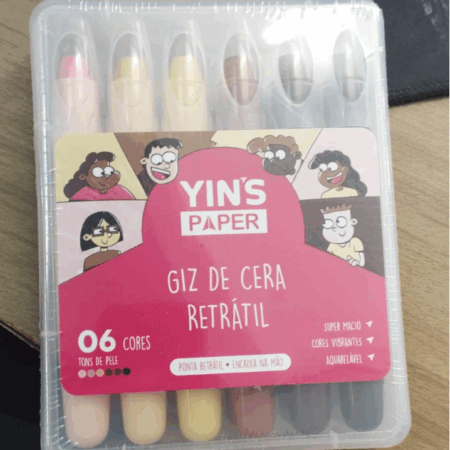 YIN'S
PAPER
GIZ DE CERA
RETRÁTIL
06 CORES
TONS DE PELE
PONTA RETRÁTIL • ENCAIXA NA MÃO
SUPER MACIO
CORES VIBRANTES
AQUARELÁVEL